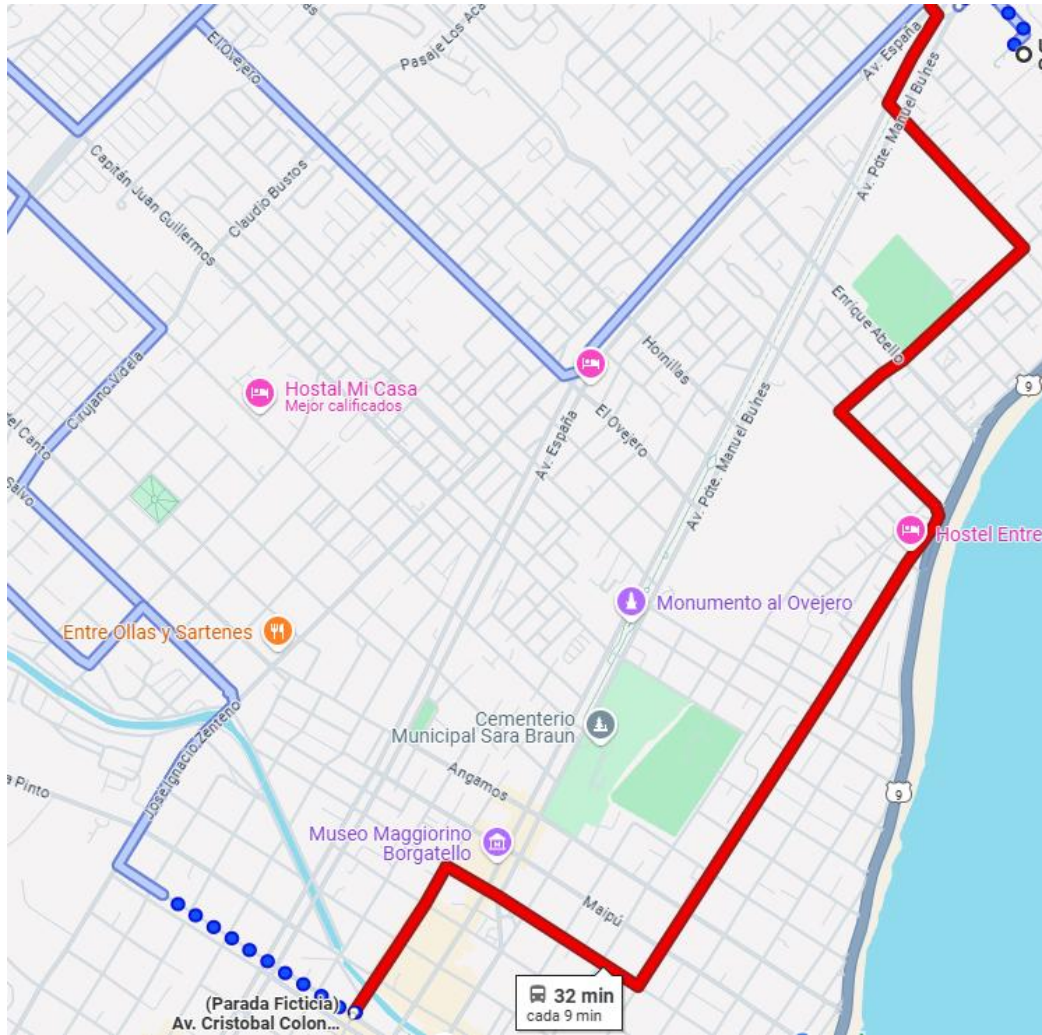 El Ovejero
Pasaje Los Aca
Av. España
Av. Pdte. Manuel Bulnes
Capitán Juan Guillermos
Claudio Bustos
Enrique Abello
Hornillas
9
Hostal Mi Casa
Mejor calificados
Cirujano Videla
El Ovejero
Av. España
Av. Pdte. Manuel Bulnes
del Canto
Salvo
Hostel Entre
Monumento al Ovejero
Entre Ollas y Sartenes
Cementerio
Municipal Sara Braun
José Ignacio Zenteno
a Pinto
Angamos
9
Museo Maggiorino
Borgatello
Maipú
(Parada Ficticia)
Av. Cristobal Colon...
32 min
cada 9 min